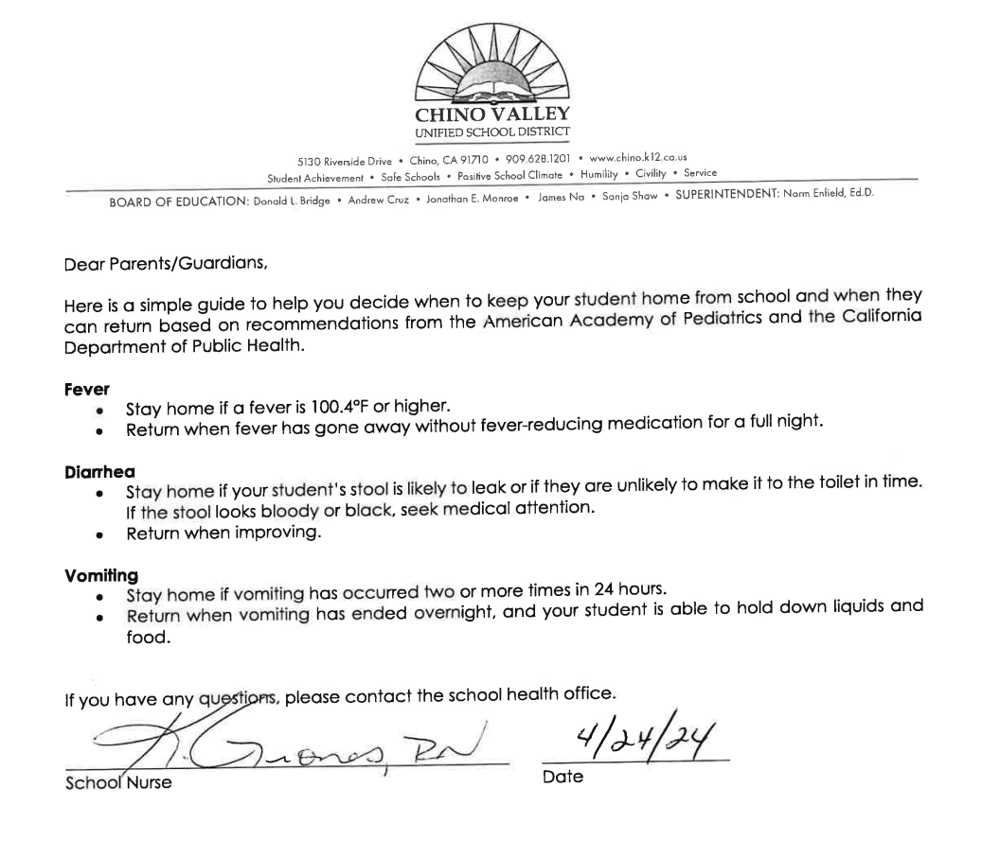 CHINO VALLEY
UNIFIED SCHOOL DISTRICT
5130 Riverside Drive • Chino, CA 91710 • 909.628.1201 • www.chino.k12.ca.us
Student Achievement • Safe Schools • Positive School Climate • Humility • Civility • Service
BOARD OF EDUCATION: Donald L. Bridge • Andrew Cruz • Jonathan E. Monroe • James Na • Sonja Shaw • SUPERINTENDENT: Norm Enfield, Ed.D.
Dear Parents/Guardians,
Here is a simple guide to help you decide when to keep your student home from school and when they
can return based on recommendations from the American Academy of Pediatrics and the California
Department of Public Health.
Fever
• Stay home if a fever is 100.4°F or higher.
• Return when fever has gone away without fever-reducing medication for a full night.
Diarrhea
• Stay home if your student's stool is likely to leak or if they are unlikely to make it to the toilet in time.
If the stool looks bloody or black, seek medical attention.
• Return when improving.
Vomiting
• Stay home if vomiting has occurred two or more times in 24 hours.
• Return when vomiting has ended overnight, and your student is able to hold down liquids and
food.
If you have any questions, please contact the school health office.
K. , RN 4/24/24
School Nurse Date